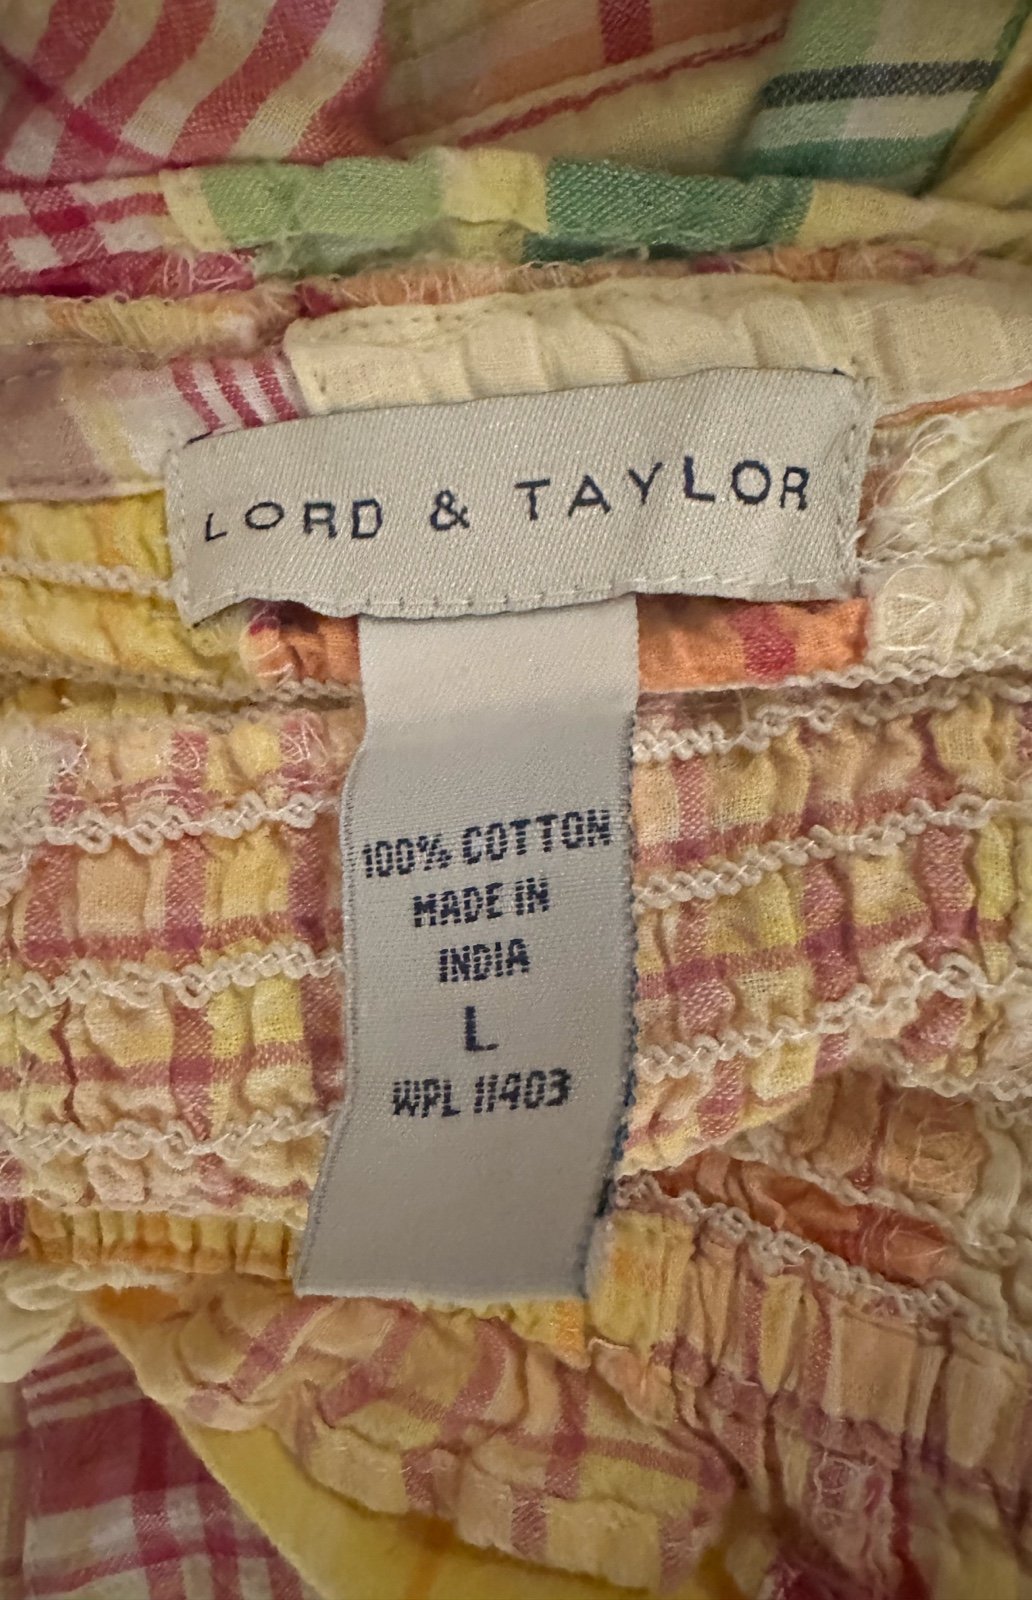 LORD & TAYLOR
100% COTTON
MADE IN
INDIA
L
WPL 11403